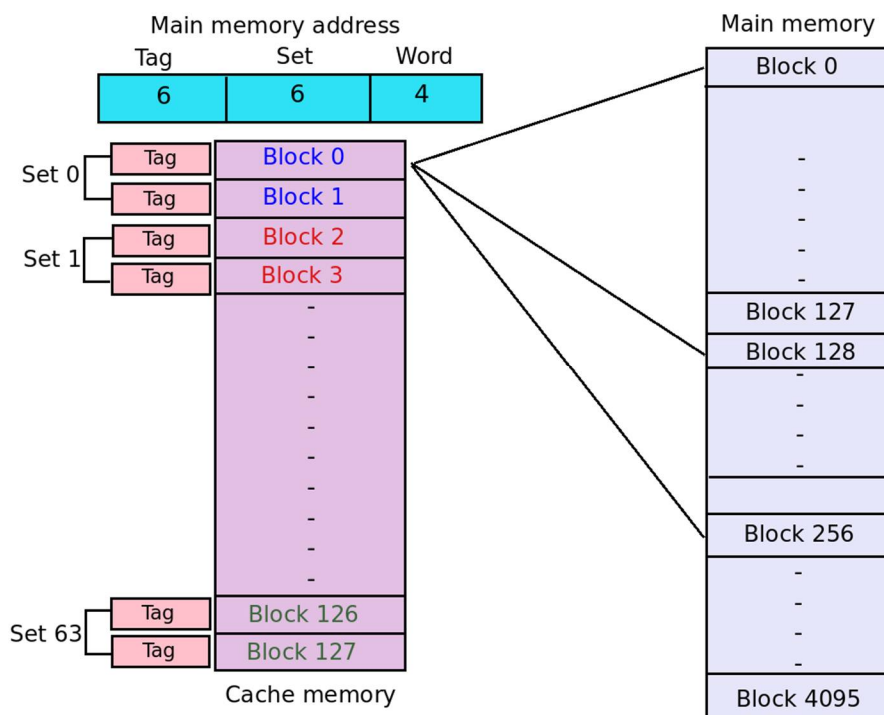 Main memory address
Tag Set Word
6 6 4
Set 0
Tag Block 0
Tag Block 1
Set 1
Tag Block 2
Tag Block 3
-
-
-
-
-
-
-
-
-
-
Set 63
Tag Block 126
Tag Block 127
Cache memory
Main memory
Block 0
-
-
-
-
-
Block 127
Block 128
-
-
-
-
Block 256
-
-
-
-
Block 4095